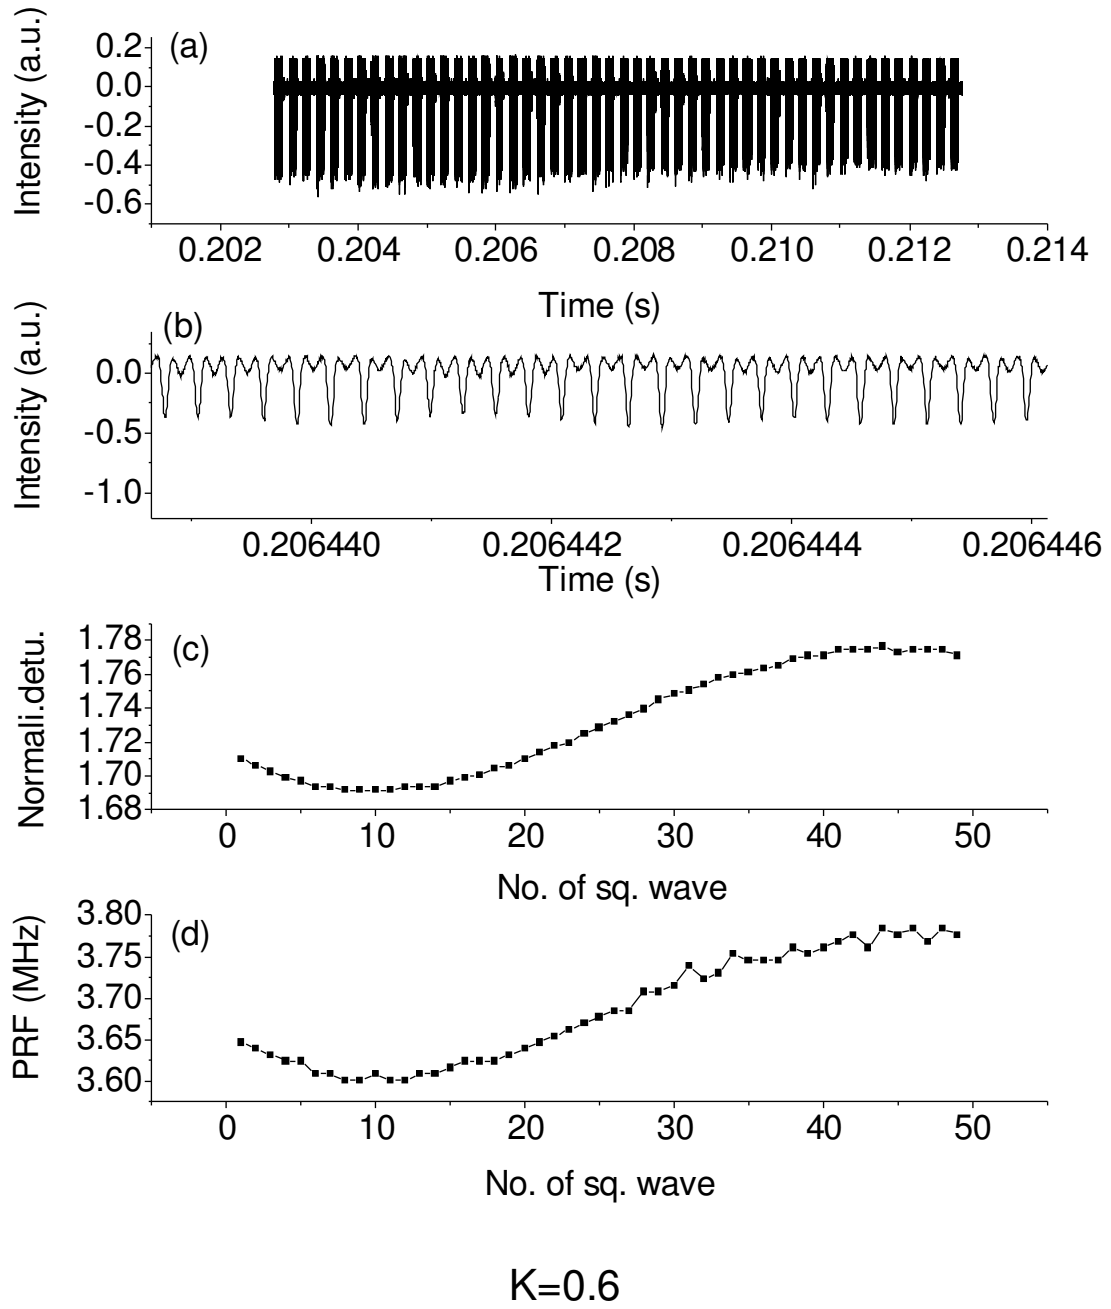 (a)
Intensity (a.u.)
0.2
0.0
-0.2
-0.4
-0.6
0.202 0.204 0.206 0.208 0.210 0.212 0.214
Time (s)
(b)
Intensity (a.u.)
0.0
-0.5
-1.0
0.206440 0.206442 0.206444 0.206446
Time (s)
(c)
Normali.detu.
1.78
1.76
1.74
1.72
1.70
1.68
0 10 20 30 40 50
No. of sq. wave
(d)
PRF (MHz)
3.80
3.75
3.70
3.65
3.60
0 10 20 30 40 50
No. of sq. wave
K=0.6